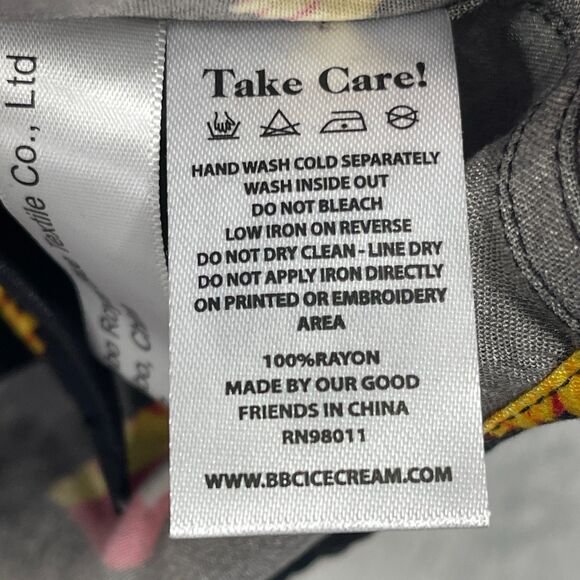 Take Care!
HAND WASH COLD SEPARATELY
WASH INSIDE OUT
DO NOT BLEACH
LOW IRON ON REVERSE
DO NOT DRY CLEAN - LINE DRY
DO NOT APPLY IRON DIRECTLY
ON PRINTED OR EMBROIDERY
AREA
100%RAYON
MADE BY OUR GOOD
FRIENDS IN CHINA
RN98011
WWW.BBCICECREAM.COM
Co., Ltd